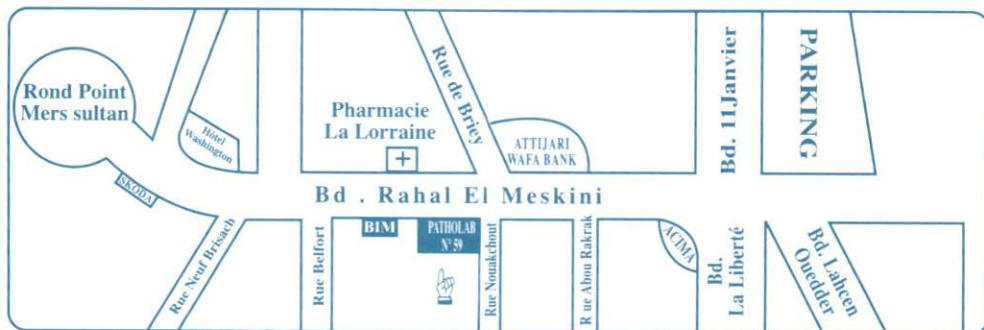 Rond Point
Mers sultan
Hôtel
Washington
Pharmacie
La Lorraine
Rue de Briey
ATTIJARI
WAFA BANK
Bd. 11Janvier
PARKING
SKODA
Bd . Rahal El Meskini
Rue Neuf Brisach
Rue Belfort
BIM
PATHOLAB
N° 59
Rue Nouakchout
R ue Abou Rakrak
ACIMA
Bd.
La Liberté
Bd. Lahcen
Ouedder